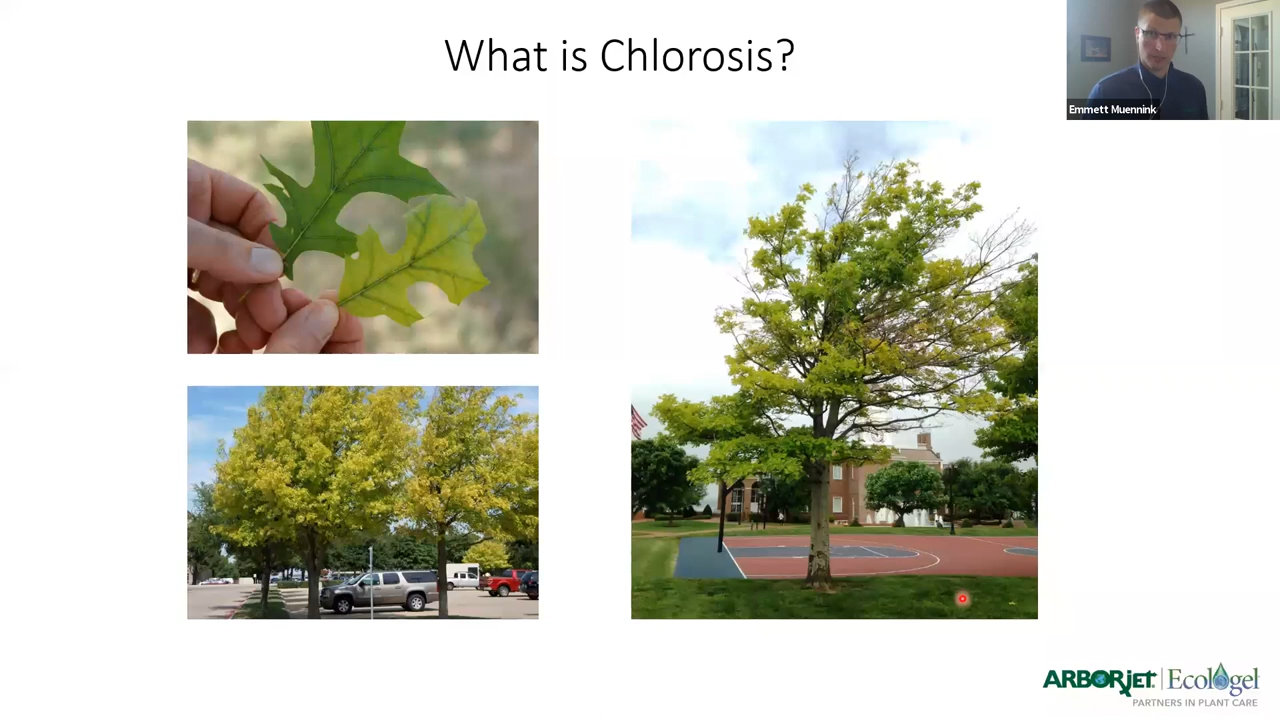 What is Chlorosis?
Emmett Muennink
ARBORJET | Ecologel
PARTNERS IN PLANT CARE